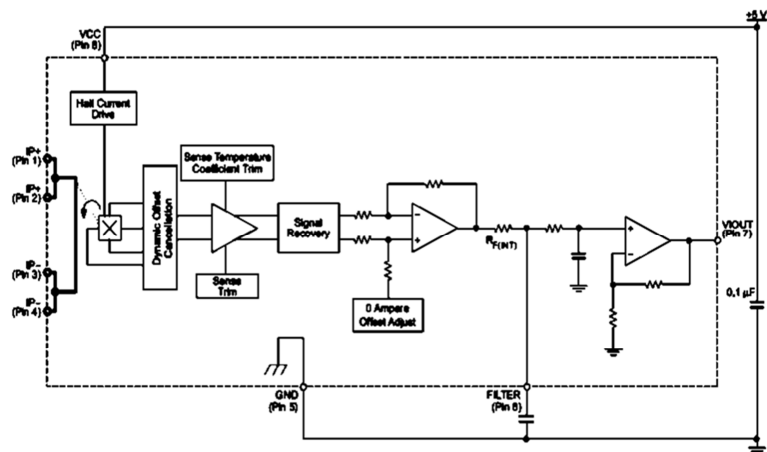 +5 V
VCC
(Pin 8)
Hall Current
Drive
IP+
(Pin 1)
IP+
(Pin 2)
IP−
(Pin 3)
IP−
(Pin 4)
Dynamic Offset
Cancellation
Sense Temperature
Coefficient Trim
Sense
Trim
Signal
Recovery
0 Ampere
Offset Adjust
RF(INT)
VIOUT
(Pin 7)
0.1 µF
GND
(Pin 5)
FILTER
(Pin 6)